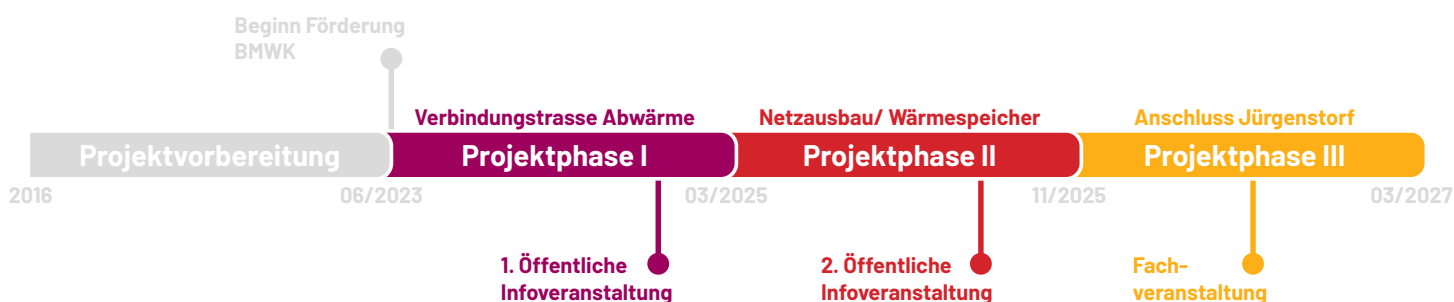 Beginn Förderung
BMWK
Verbindungstrasse Abwärme
Netzausbau/ Wärmespeicher
Anschluss Jürgenstorf
Projektvorbereitung
Projektphase I
Projektphase II
Projektphase III
2016
06/2023
03/2025
11/2025
03/2027
1. Öffentliche
Infoveranstaltung
2. Öffentliche
Infoveranstaltung
Fach-
veranstaltung